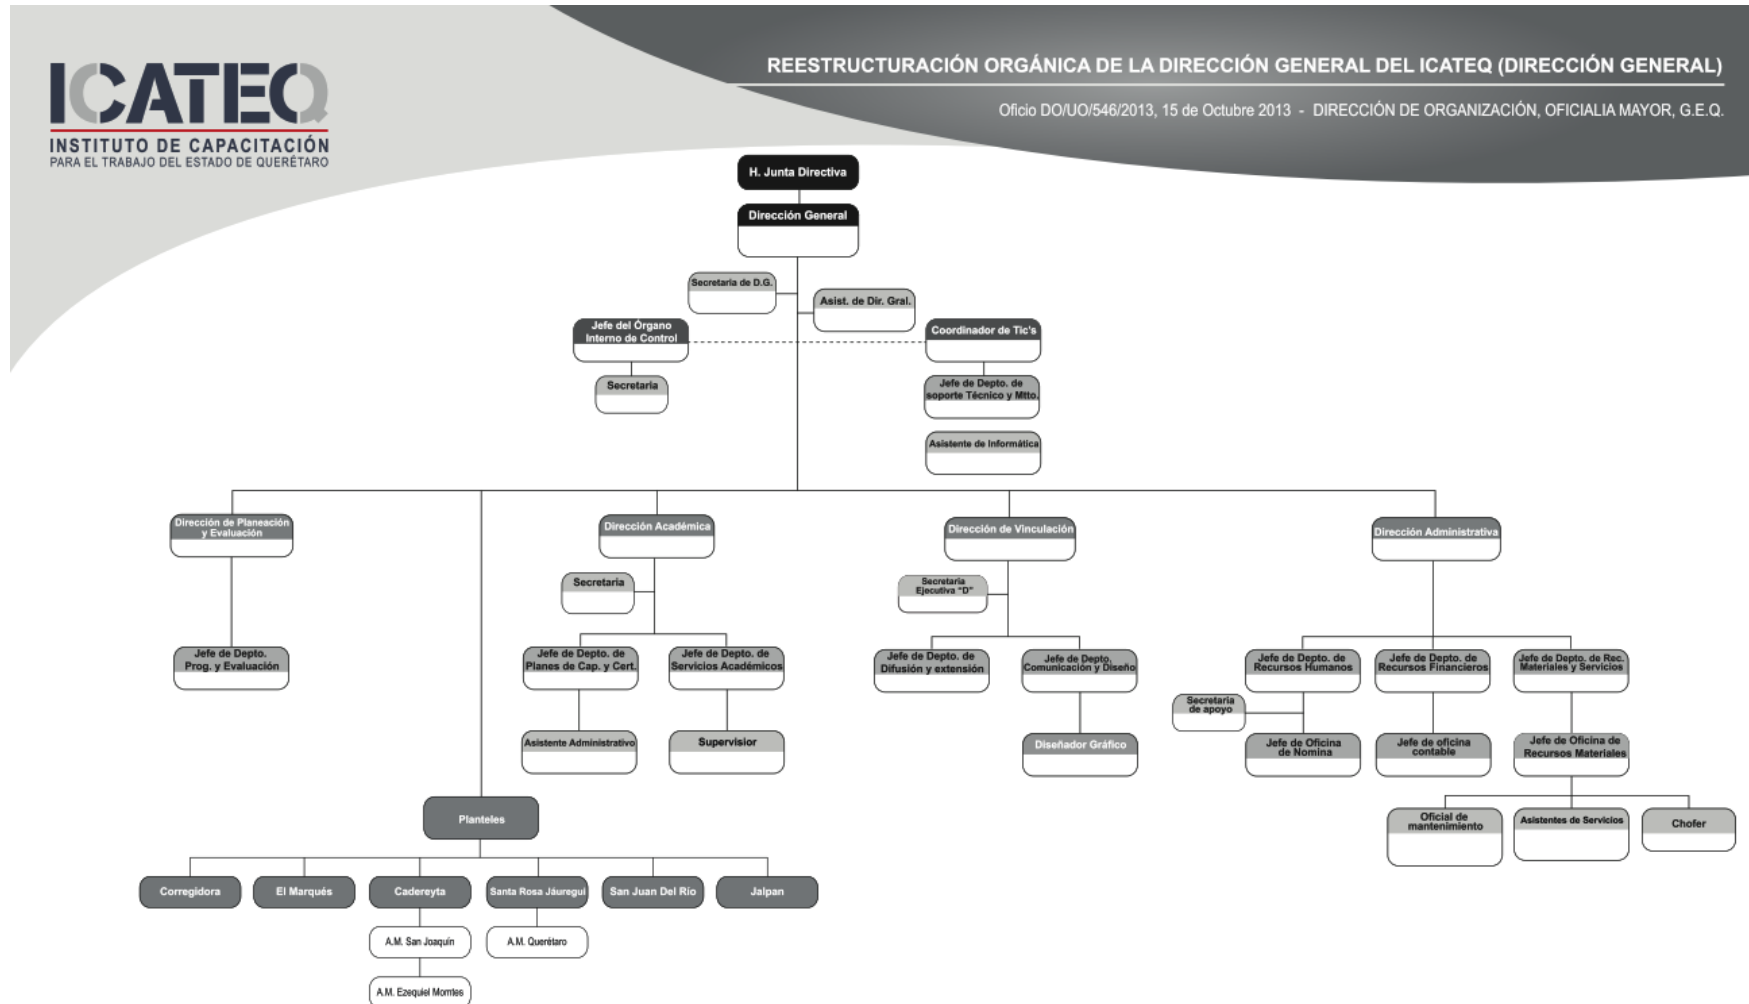 ICATEQ
INSTITUTO DE CAPACITACIÓN
PARA EL TRABAJO DEL ESTADO DE QUERÉTARO
REESTRUCTURACIÓN ORGÁNICA DE LA DIRECCIÓN GENERAL DEL ICATEQ (DIRECCIÓN GENERAL)
Oficio DO/UO/546/2013, 15 de Octubre 2013 - DIRECCIÓN DE ORGANIZACIÓN, OFICIALIA MAYOR, G.E.Q.
H. Junta Directiva
Dirección General
Secretaria de D.G.
Asist. de Dir. Gral.
Jefe del Órgano
Interno de Control
Coordinador de Tic's
Secretaria
Jefe de Depto. de
soporte Técnico y Mtto.
Asistente de Informática
Dirección de Planeación
y Evaluación
Dirección Académica
Dirección de Vinculación
Dirección Administrativa
Secretaria
Secretaria
Ejecutiva "D"
Jefe de Depto.
Prog. y Evaluación
Jefe de Depto. de
Planes de Cap. y Cert.
Jefe de Depto. de
Servicios Académicos
Jefe de Depto. de
Difusión y extensión
Jefe de Depto.
Comunicación y Diseño
Jefe de Depto. de
Recursos Humanos
Jefe de Depto. de
Recursos Financieros
Jefe de Depto. de Rec.
Materiales y Servicios
Secretaria
de apoyo
Asistente Administrativo
Supervisior
Diseñador Gráfico
Jefe de Oficina
de Nomina
Jefe de oficina
contable
Jefe de Oficina de
Recursos Materiales
Planteles
Oficial de
mantenimiento
Asistentes de Servicios
Chofer
Corregidora
El Marqués
Cadereyta
Santa Rosa Jáuregui
San Juan Del Río
Jalpan
A.M. San Joaquín
A.M. Querétaro
A.M. Ezequiel Momtes